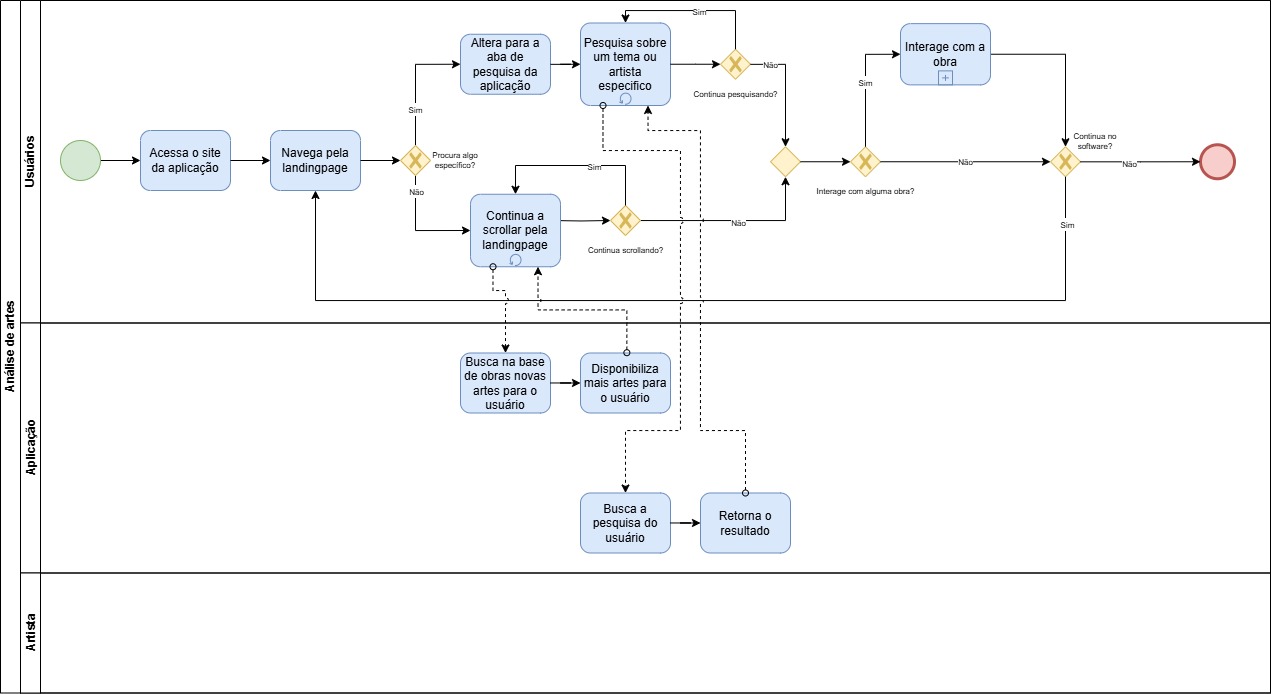 Análise de artes
Usuários
Acessa o site
da aplicação
Navega pela
landingpage
Procura algo
específico?
Sim
Não
Altera para a
aba de
pesquisa da
aplicação
Pesquisa sobre
um tema ou
artista
especifico
Sim
Continua pesquisando?
Não
Continua a
scrollar pela
landingpage
Sim
Continua scrollando?
Não
Interage com alguma obra?
Sim
Não
Interage com a
obra
Continua no
software?
Não
Sim
Aplicação
Busca na base
de obras novas
artes para o
usuário
Disponibiliza
mais artes para
o usuário
Busca a
pesquisa do
usuário
Retorna o
resultado
Artista